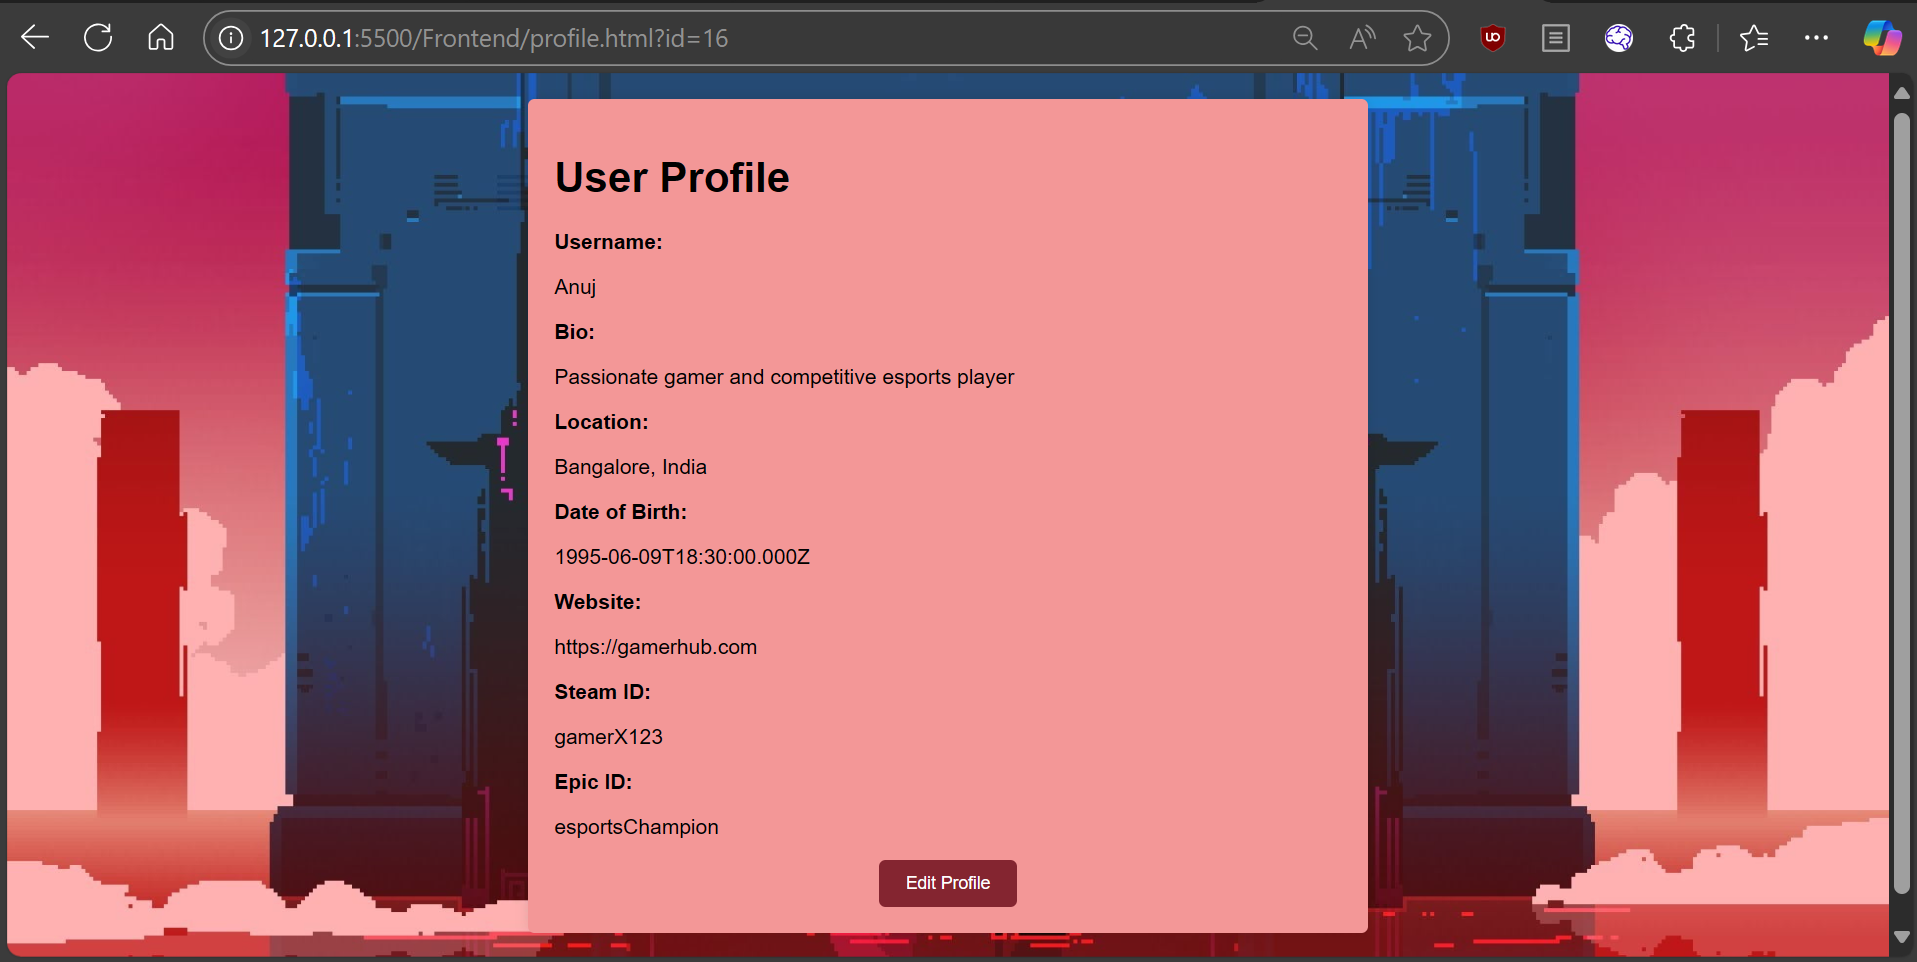 127.0.0.1:5500/Frontend/profile.html?id=16
User Profile
Username:
Anuj
Bio:
Passionate gamer and competitive esports player
Location:
Bangalore, India
Date of Birth:
1995-06-09T18:30:00.000Z
Website:
https://gamerhub.com
Steam ID:
gamerX123
Epic ID:
esportsChampion
Edit Profile